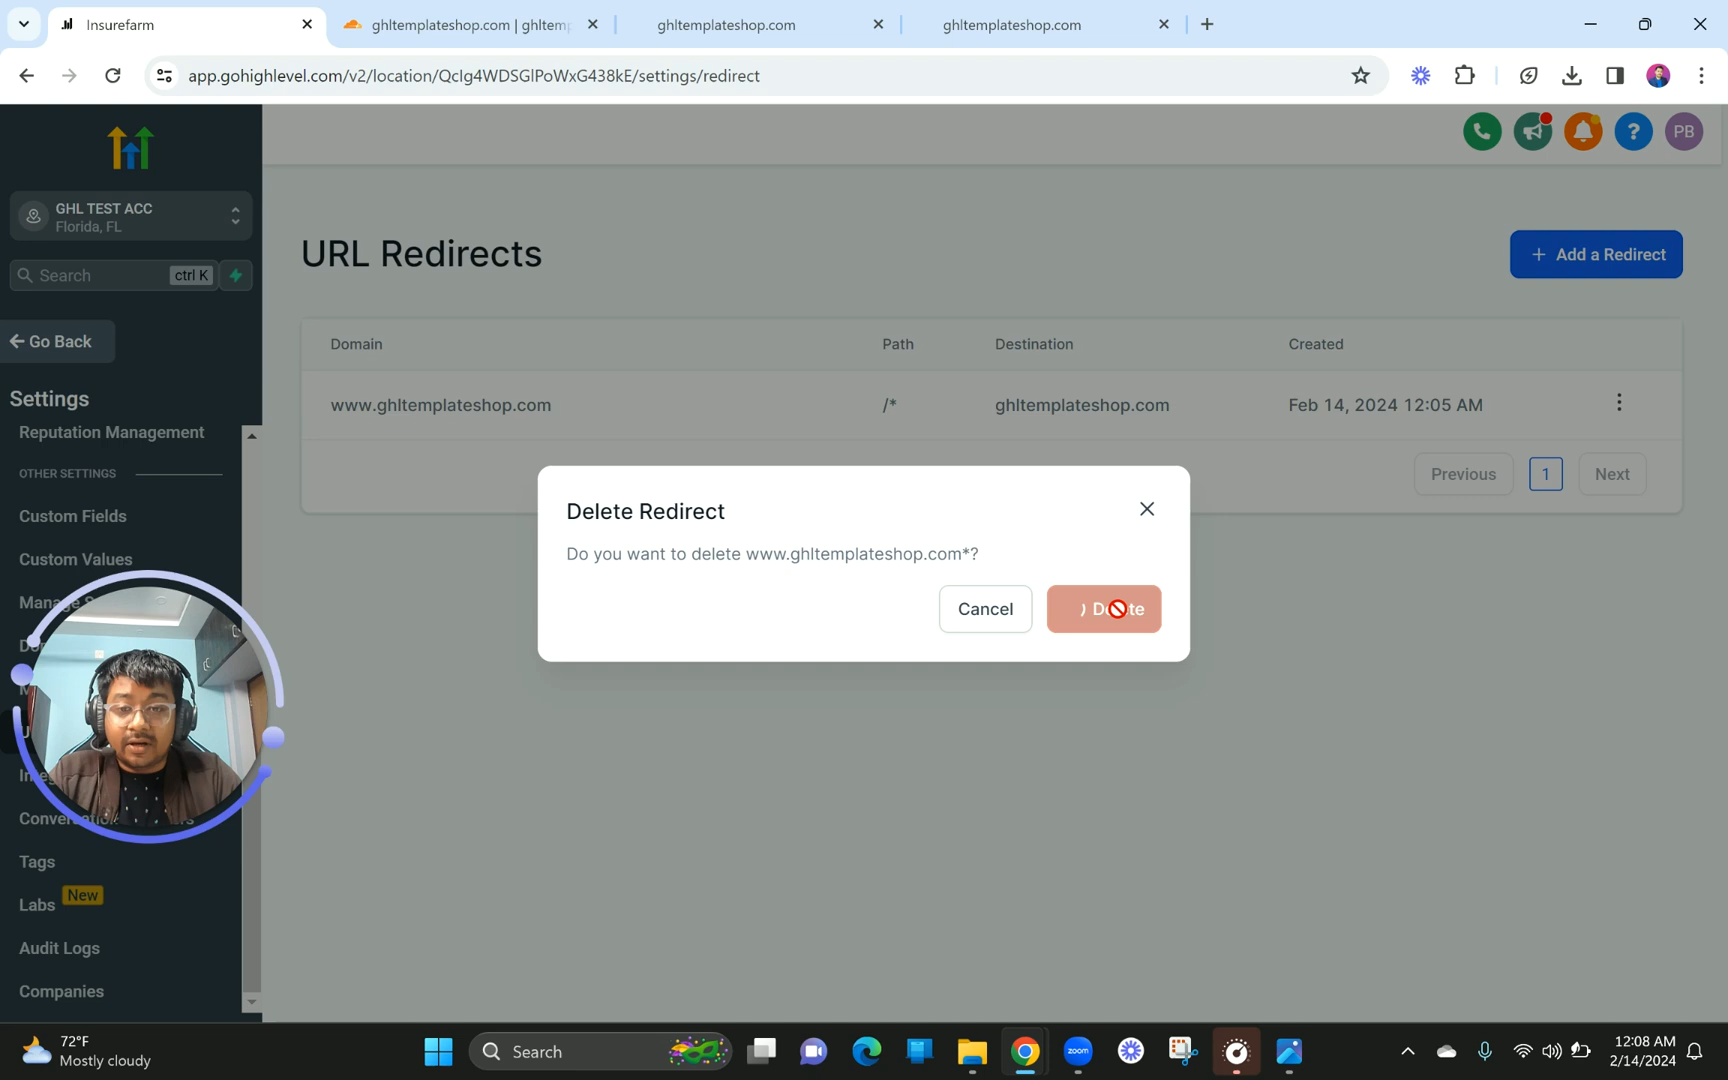 Insurefarm
ghltemplateshop.com | ghltemp
ghltemplateshop.com
ghltemplateshop.com
app.gohighlevel.com/v2/location/QcIg4WDSGlPoWxG438kE/settings/redirect
GHL TEST ACC
Florida, FL
Search
ctrl K
PB
Go Back
Settings
Reputation Management
OTHER SETTINGS
Custom Fields
Custom Values
Tags
Labs
New
Audit Logs
Companies
URL Redirects
+ Add a Redirect
Domain
Path
Destination
Created
www.ghltemplateshop.com
/*
ghltemplateshop.com
Feb 14, 2024 12:05 AM
Previous
1
Next
Delete Redirect
Do you want to delete www.ghltemplateshop.com*?
Cancel
72°F
Mostly cloudy
Search
zoom
12:08 AM
2/14/2024